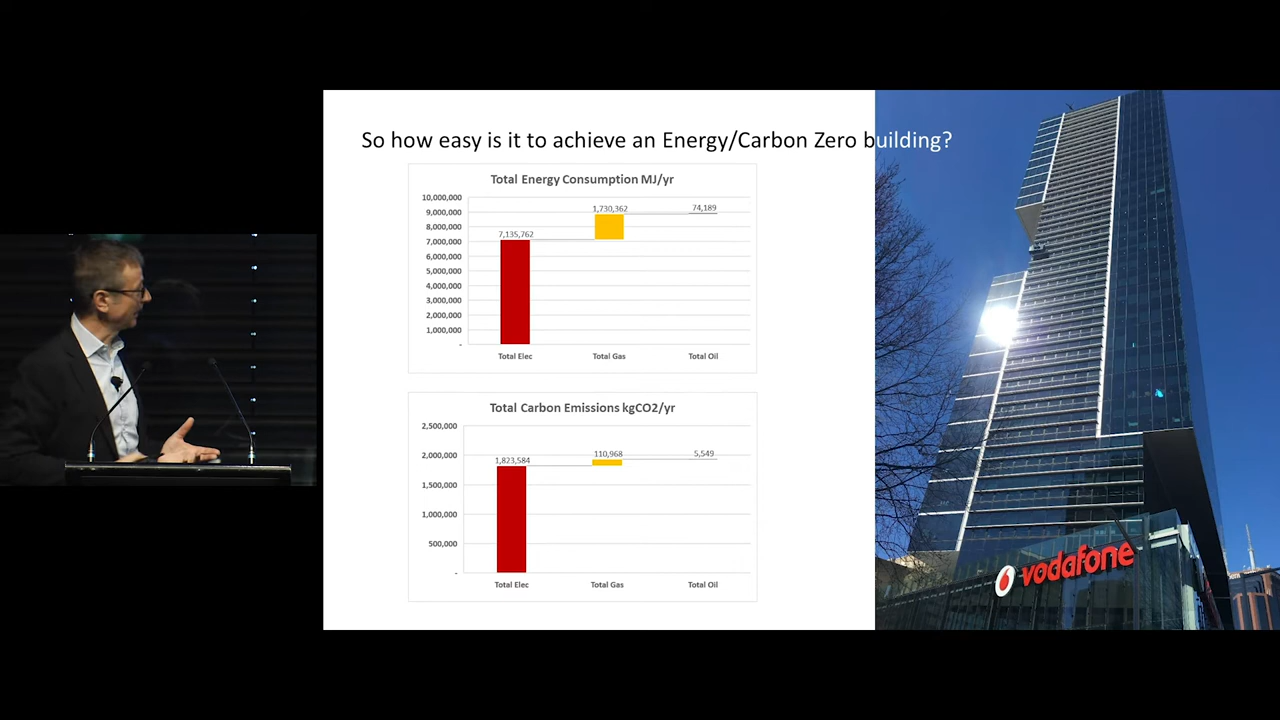 So how easy is it to achieve an Energy/Carbon Zero building?
Total Energy Consumption MJ/yr
10,000,000
9,000,000
8,000,000
7,000,000
6,000,000
5,000,000
4,000,000
3,000,000
2,000,000
1,000,000
-
7,135,762
1,730,362
74,189
Total Elec
Total Gas
Total Oil
Total Carbon Emissions kgCO2/yr
2,500,000
2,000,000
1,500,000
1,000,000
500,000
-
1,823,584
110,968
5,549
Total Elec
Total Gas
Total Oil
vodafone